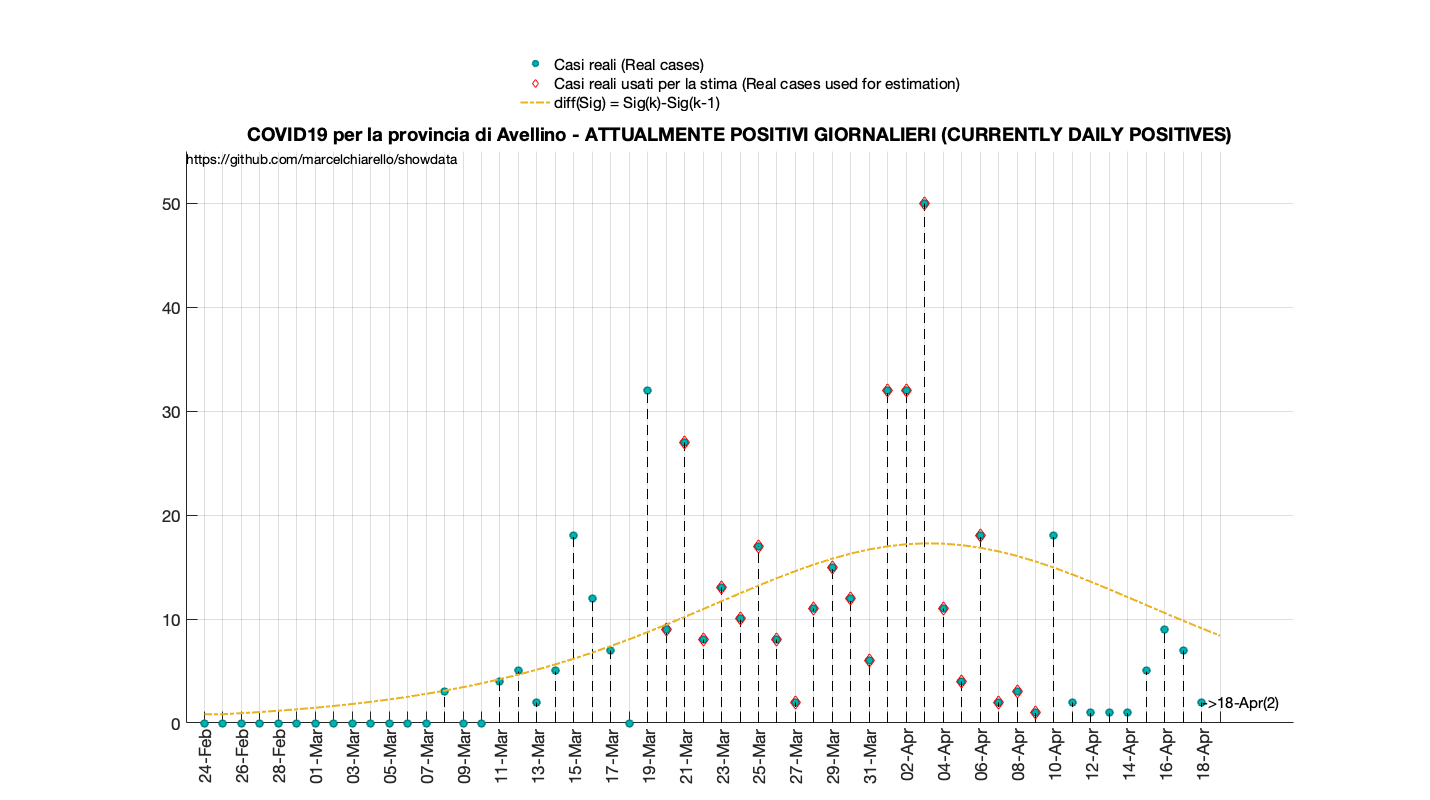 Casi reali (Real cases)
Casi reali usati per la stima (Real cases used for estimation)
diff(Sig) = Sig(k)-Sig(k-1)
COVID19 per la provincia di Avellino - ATTUALMENTE POSITIVI GIORNALIERI (CURRENTLY DAILY POSITIVES)
https://github.com/marcelchiarello/showdata
50
40
30
20
10
0
->18-Apr(2)
24-Feb
26-Feb
28-Feb
01-Mar
03-Mar
05-Mar
07-Mar
09-Mar
11-Mar
13-Mar
15-Mar
17-Mar
19-Mar
21-Mar
23-Mar
25-Mar
27-Mar
29-Mar
31-Mar
02-Apr
04-Apr
06-Apr
08-Apr
10-Apr
12-Apr
14-Apr
16-Apr
18-Apr